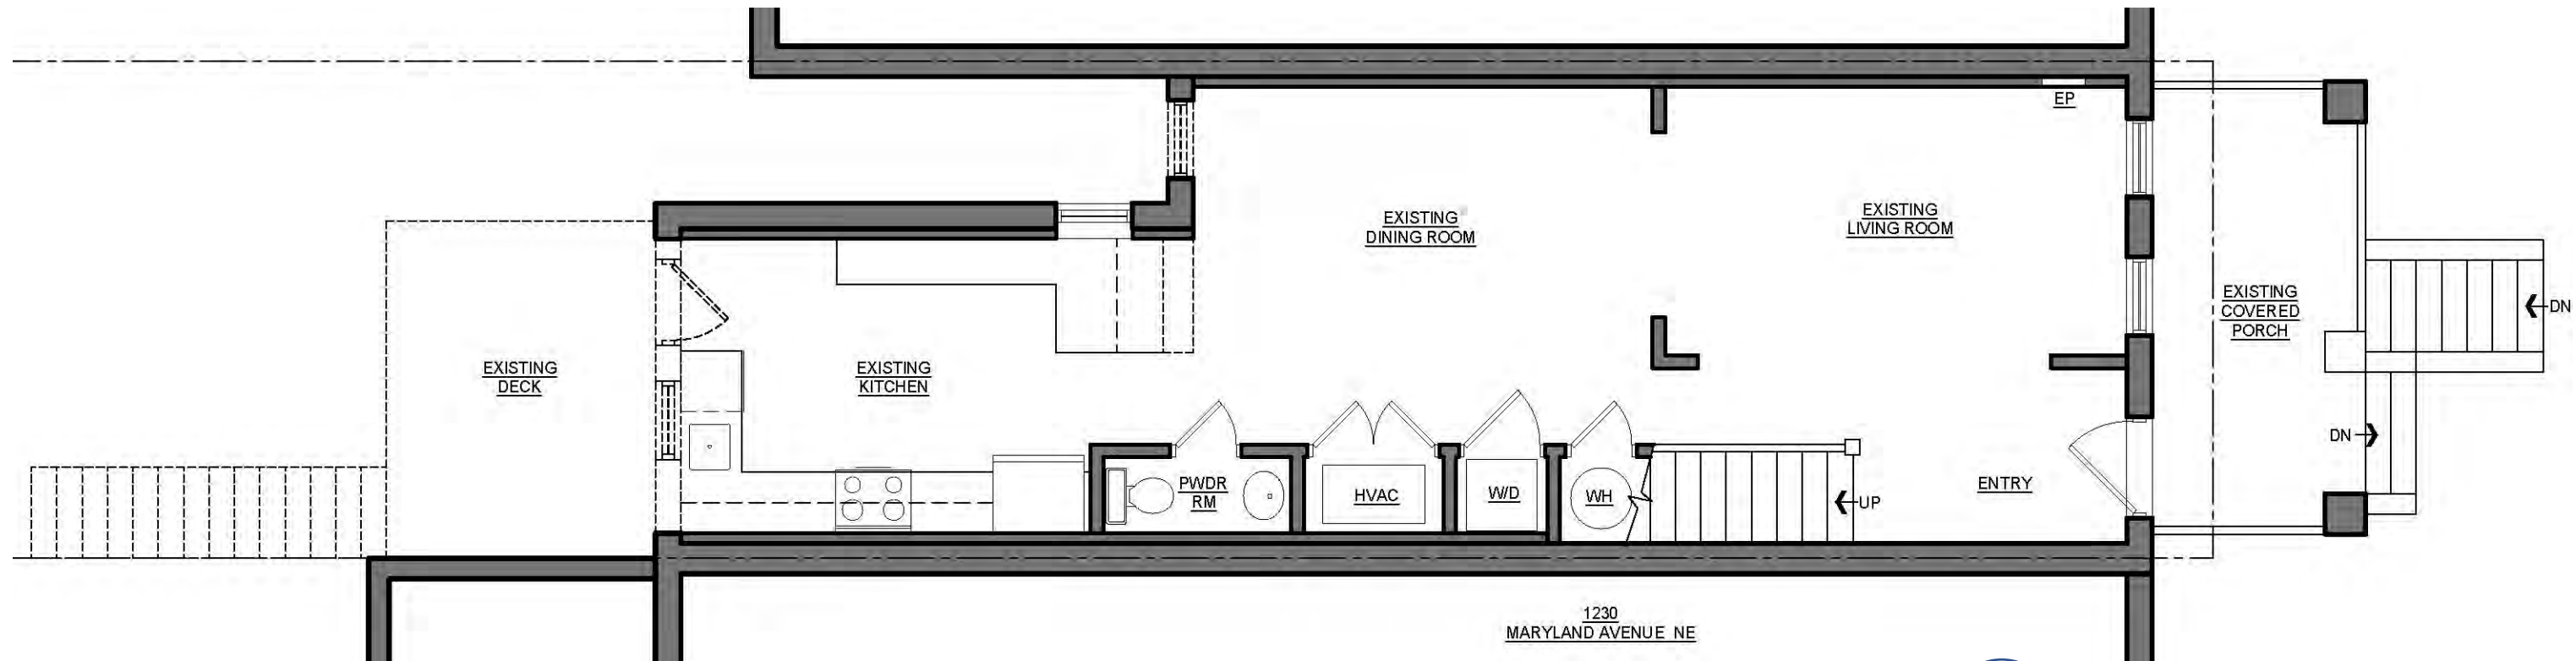 EP
EXISTING
DINING ROOM
EXISTING
LIVING ROOM
EXISTING
COVERED
PORCH
DN
EXISTING
DECK
EXISTING
KITCHEN
DN
PWDR
RM
HVAC
W/D
WH
UP
ENTRY
1230
MARYLAND AVENUE NE